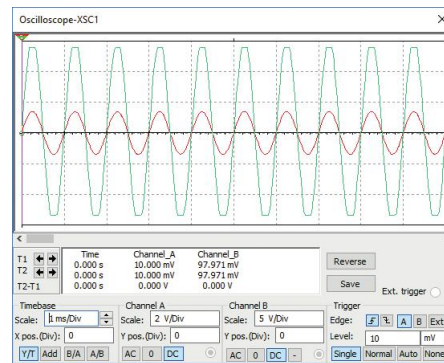 Oscilloscope-XSC1
Time Channel_A Channel_B
T1 0.000 s 10.000 mV 97.971 mV
T2 0.000 s 10.000 mV 97.971 mV
T2-T1 0.000 s 0.000 V 0.000 V
Reverse
Save
Ext. trigger
Timebase
Scale: 1 ms/Div
X pos.(Div): 0
Y/T Add B/A A/B
Channel A
Scale: 2 V/Div
Y pos.(Div): 0
AC 0 DC
Channel B
Scale: 5 V/Div
Y pos.(Div): 0
AC 0 DC -
Trigger
Edge: A B Ext
Level: 10 mV
Single Normal Auto None